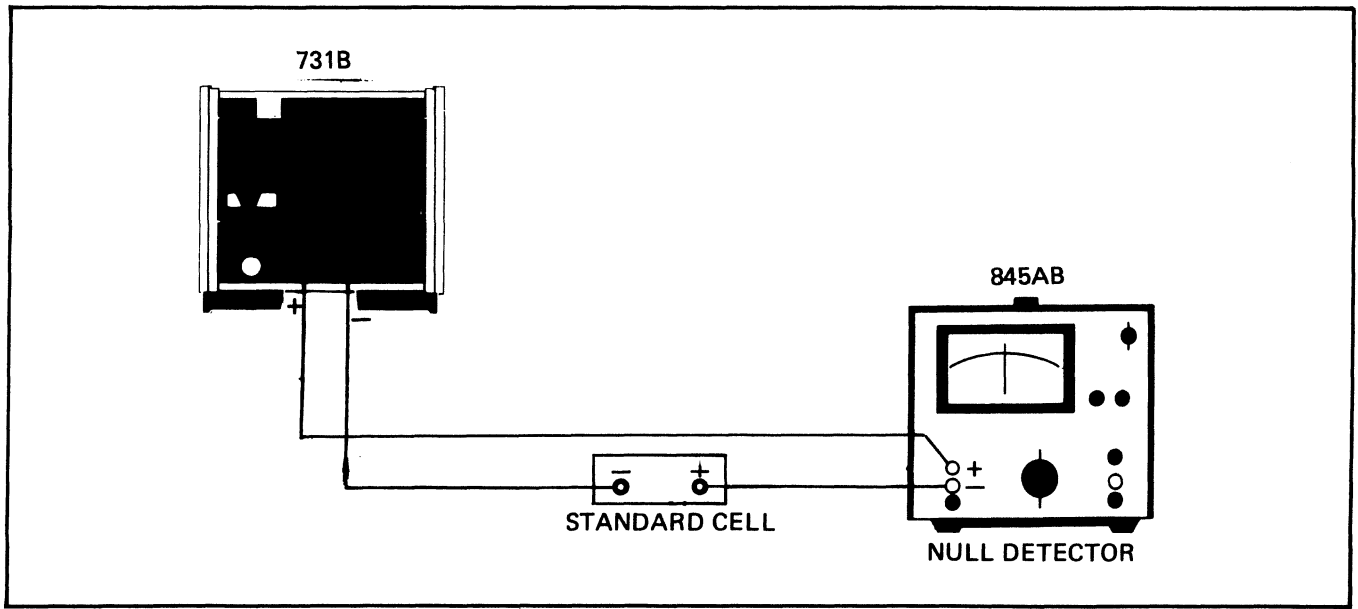 731B
+
−
845AB
− +
STANDARD CELL
+
−
NULL DETECTOR